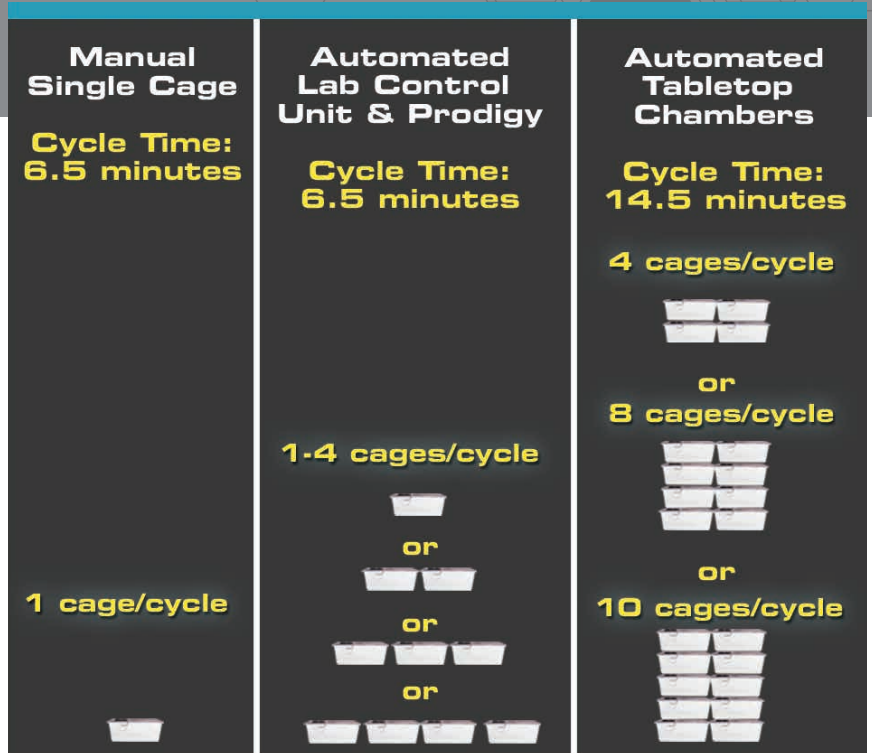 Manual
Single Cage
Cycle Time:
6.5 minutes
1 cage/cycle
Automated
Lab Control
Unit & Prodigy
Cycle Time:
6.5 minutes
1-4 cages/cycle
or
or
or
Automated
Tabletop
Chambers
Cycle Time:
14.5 minutes
4 cages/cycle
or
8 cages/cycle
or
10 cages/cycle